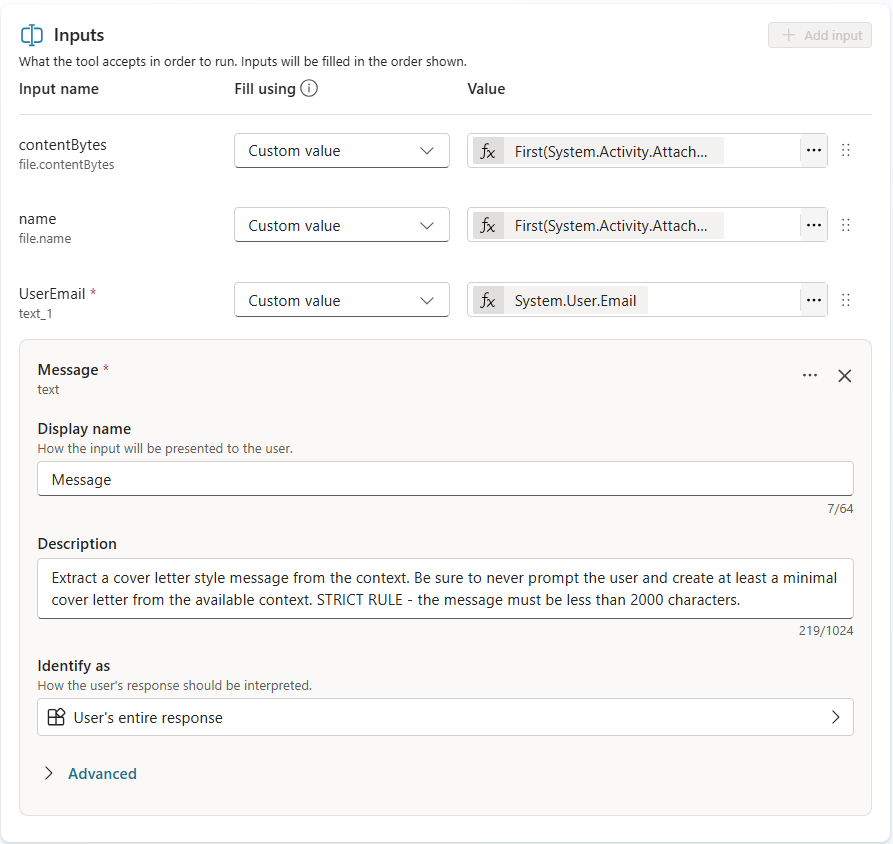 Inputs
+ Add input
What the tool accepts in order to run. Inputs will be filled in the order shown.
Input name Fill using Value
contentBytes
file.contentBytes
Custom value
fx First(System.Activity.Attach...
name
file.name
Custom value
fx First(System.Activity.Attach...
UserEmail *
text_1
Custom value
fx System.User.Email
Message *
text
Display name
How the input will be presented to the user.
Message
7/64
Description
Extract a cover letter style message from the context. Be sure to never prompt the user and create at least a minimal
cover letter from the available context. STRICT RULE - the message must be less than 2000 characters.
219/1024
Identify as
How the user's response should be interpreted.
User's entire response
Advanced